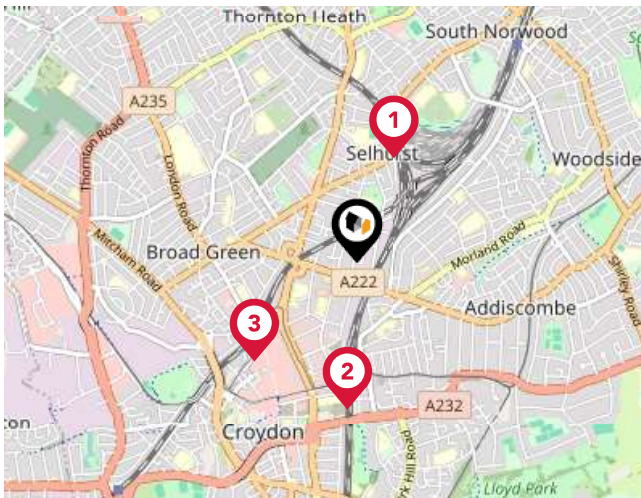 Thornton Heath
South Norwood
A235
1
Selhurst
Woodside
Thornton Road
London Road
Mitcham Road
Broad Green
Morland Road
Shirley Road
A222
Addiscombe
3
2
A232
Croydon
Park Hill Road
Lloyd Park